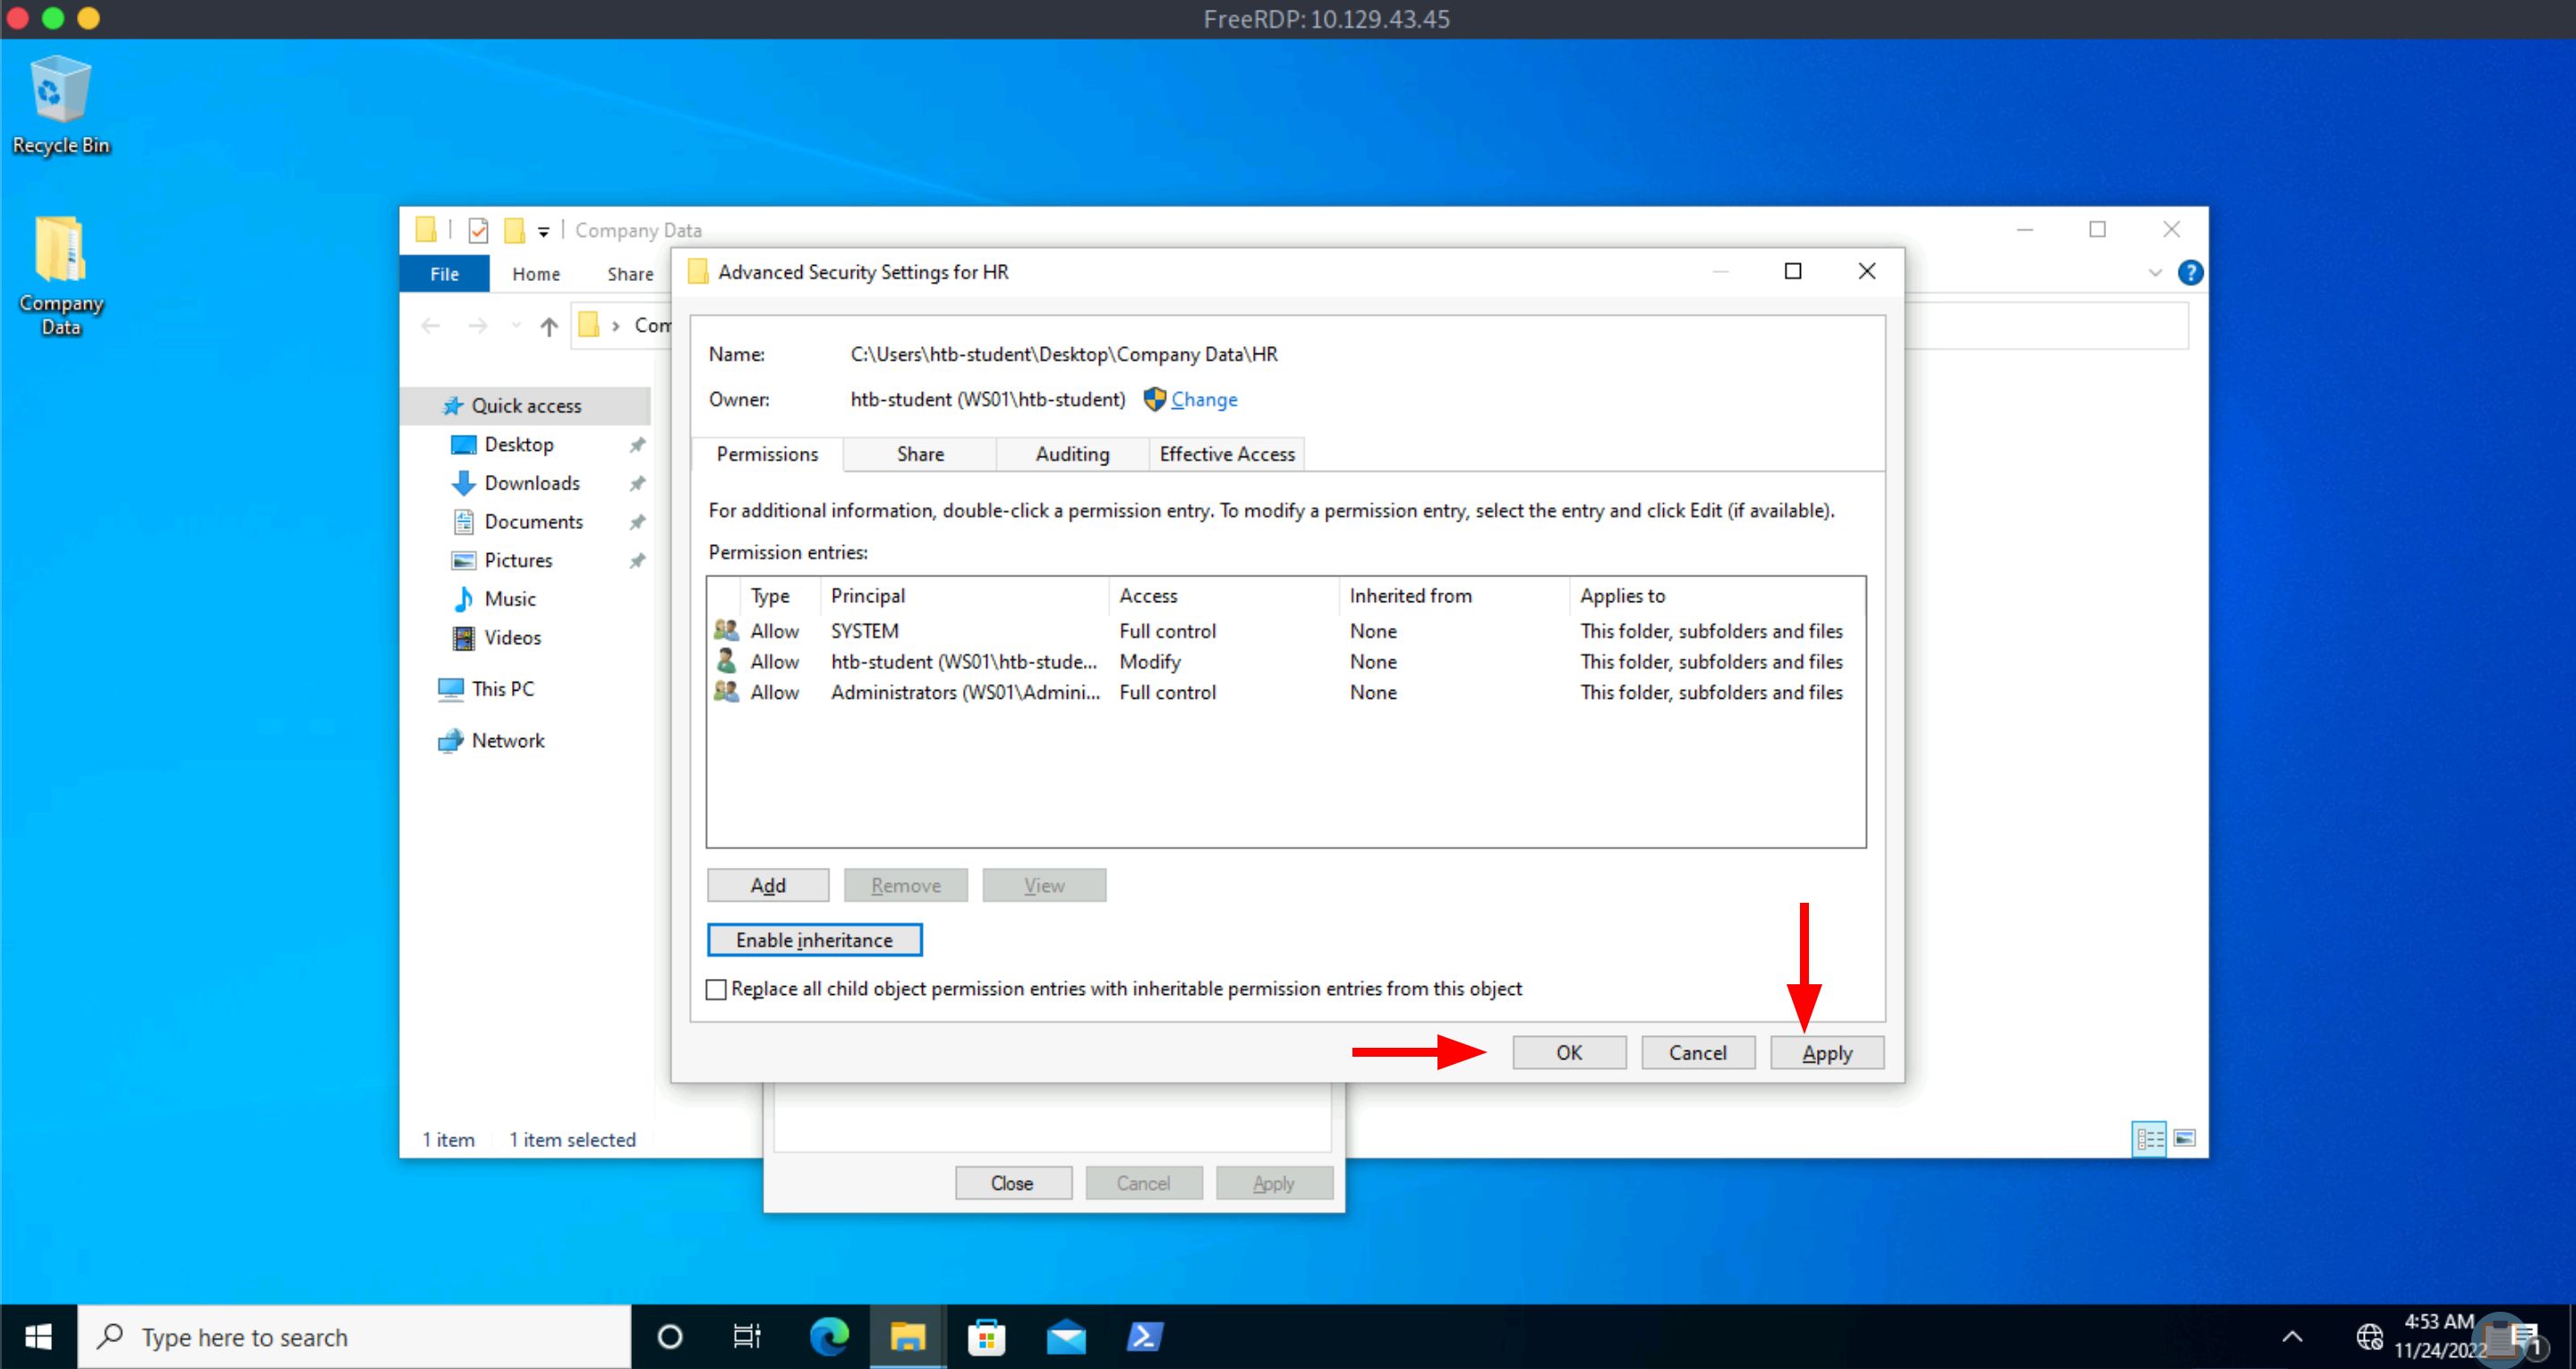 FreeRDP: 10.129.43.45
Recycle Bin
Company
Data
Company Data
File Home Share
Com
Advanced Security Settings for HR
Name: C:\Users\htb-student\Desktop\Company Data\HR
Owner: htb-student (WS01\htb-student) Change
Quick access
Desktop
Downloads
Documents
Pictures
Music
Videos
This PC
Network
Permissions Share Auditing Effective Access
For additional information, double-click a permission entry. To modify a permission entry, select the entry and click Edit (if available).
Permission entries:
Type Principal Access Inherited from Applies to
Allow SYSTEM Full control None This folder, subfolders and files
Allow htb-student (WS01\htb-stude... Modify None This folder, subfolders and files
Allow Administrators (WS01\Admini... Full control None This folder, subfolders and files
Add Remove View
Enable inheritance
Replace all child object permission entries with inheritable permission entries from this object
OK Cancel Apply
1 item 1 item selected
Close Cancel Apply
Type here to search
4:53 AM
11/24/2022
1